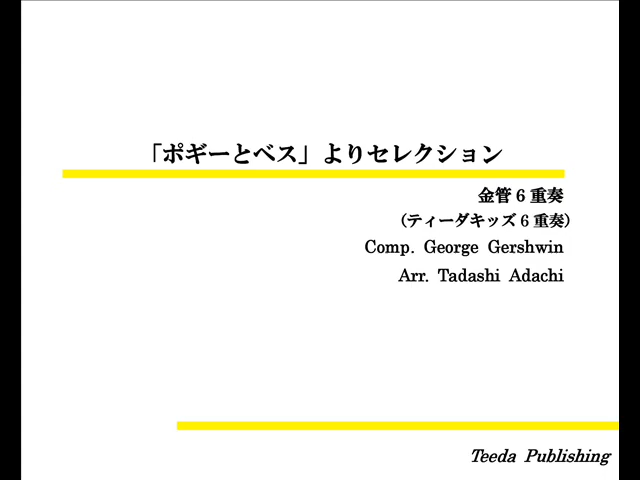 「ポギーとベス」よりセレクション
金管6重奏
(ティーダキッズ6重奏)
Comp. George Gershwin
Arr. Tadashi Adachi
Teeda Publishing